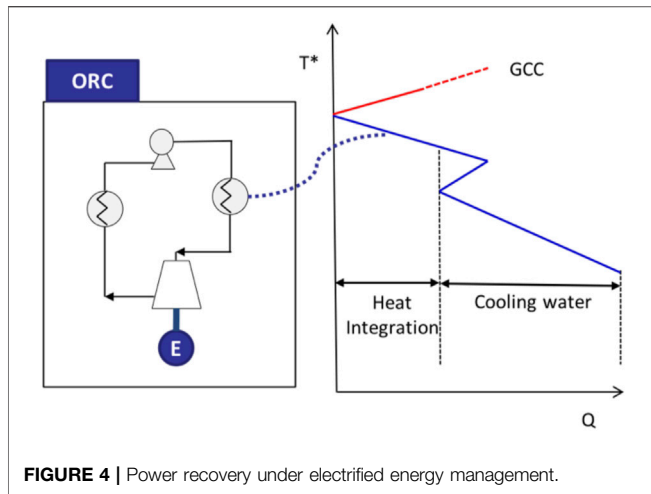 ORC
E
T*
GCC
Heat
Integration
Cooling water
Q
FIGURE 4 | Power recovery under electrified energy management.